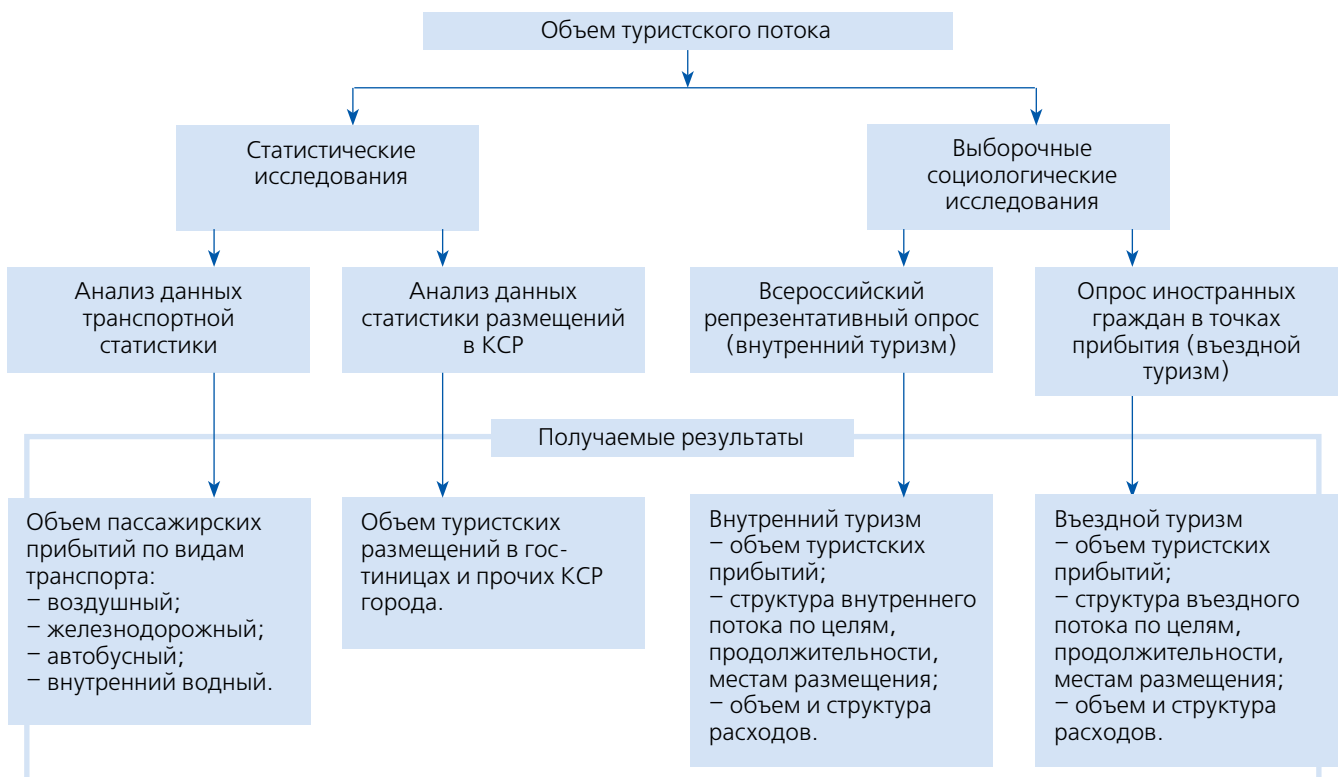 Объем туристского потока
Статистические
исследования
Выборочные
социологические
исследования
Анализ данных
транспортной
статистики
Анализ данных
статистики размещений
в КСР
Всероссийский
репрезентативный опрос
(внутренний туризм)
Опрос иностранных
граждан в точках
прибытия (въездной
туризм)
Получаемые результаты
Объем пассажирских
прибытий по видам
транспорта:
– воздушный;
– железнодорожный;
– автобусный;
– внутренний водный.
Объем туристских
размещений в гос-
тиницах и прочих КСР
города.
Внутренний туризм
– объем туристских
прибытий;
– структура внутреннего
потока по целям,
продолжительности,
местам размещения;
– объем и структура
расходов.
Въездной туризм
– объем туристских
прибытий;
– структура въездного
потока по целям,
продолжительности,
местам размещения;
– объем и структура
расходов.